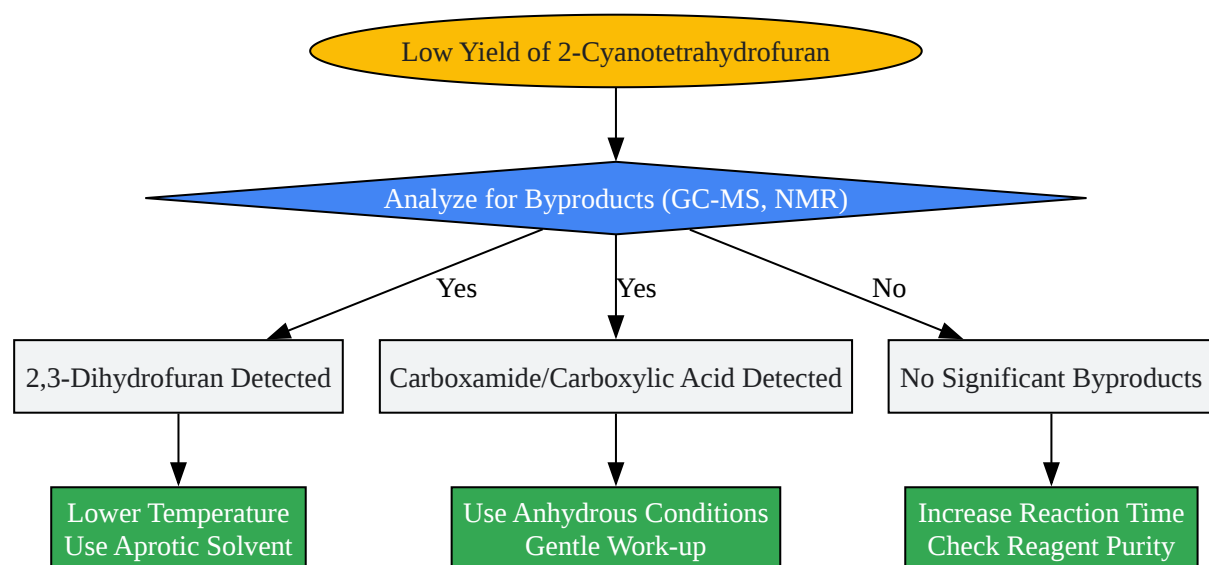 Low Yield of 2-Cyanotetrahydrofuran
Analyze for Byproducts (GC-MS, NMR)
Yes
Yes
No
2,3-Dihydrofuran Detected
Carboxamide/Carboxylic Acid Detected
No Significant Byproducts
Lower Temperature
Use Aprotic Solvent
Use Anhydrous Conditions
Gentle Work-up
Increase Reaction Time
Check Reagent Purity